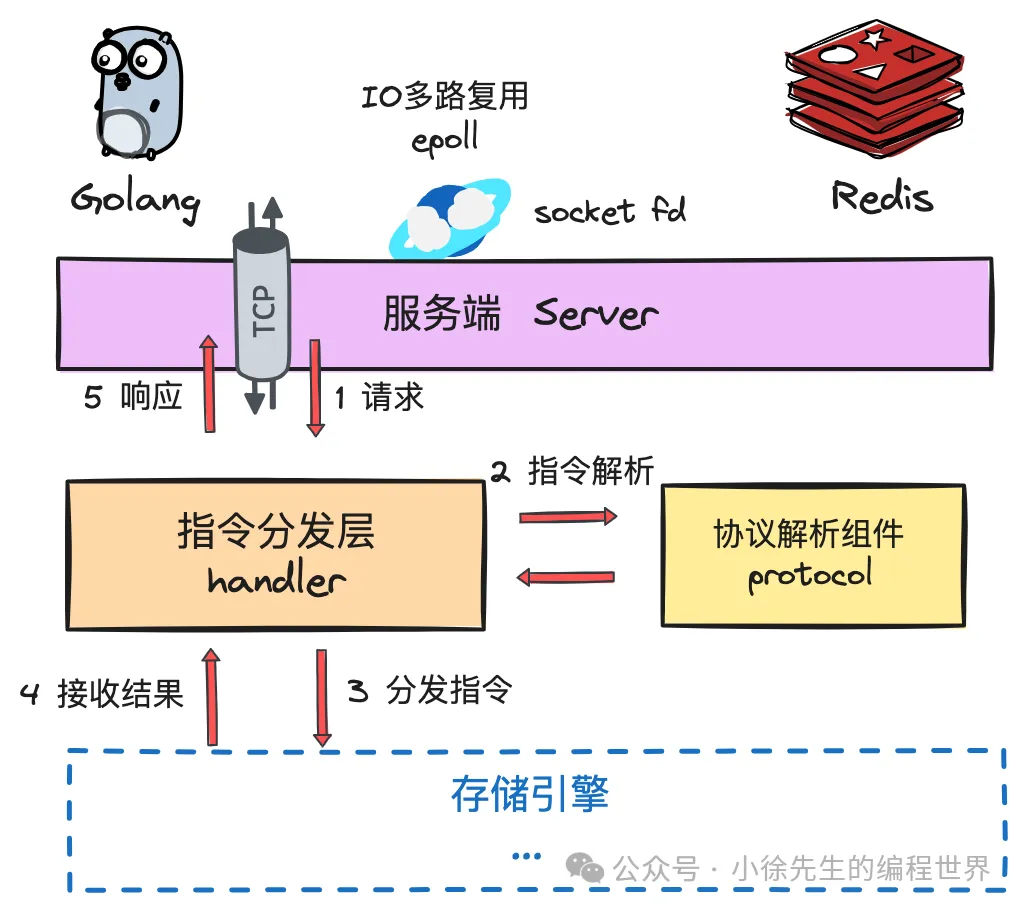 IO多路复用
epoll
Golang
socket fd
Redis
TCP
服务端 Server
5 响应
1 请求
2 指令解析
指令分发层
handler
协议解析组件
protocol
4 接收结果
3 分发指令
存储引擎
...
公众号 · 小徐先生的编程世界